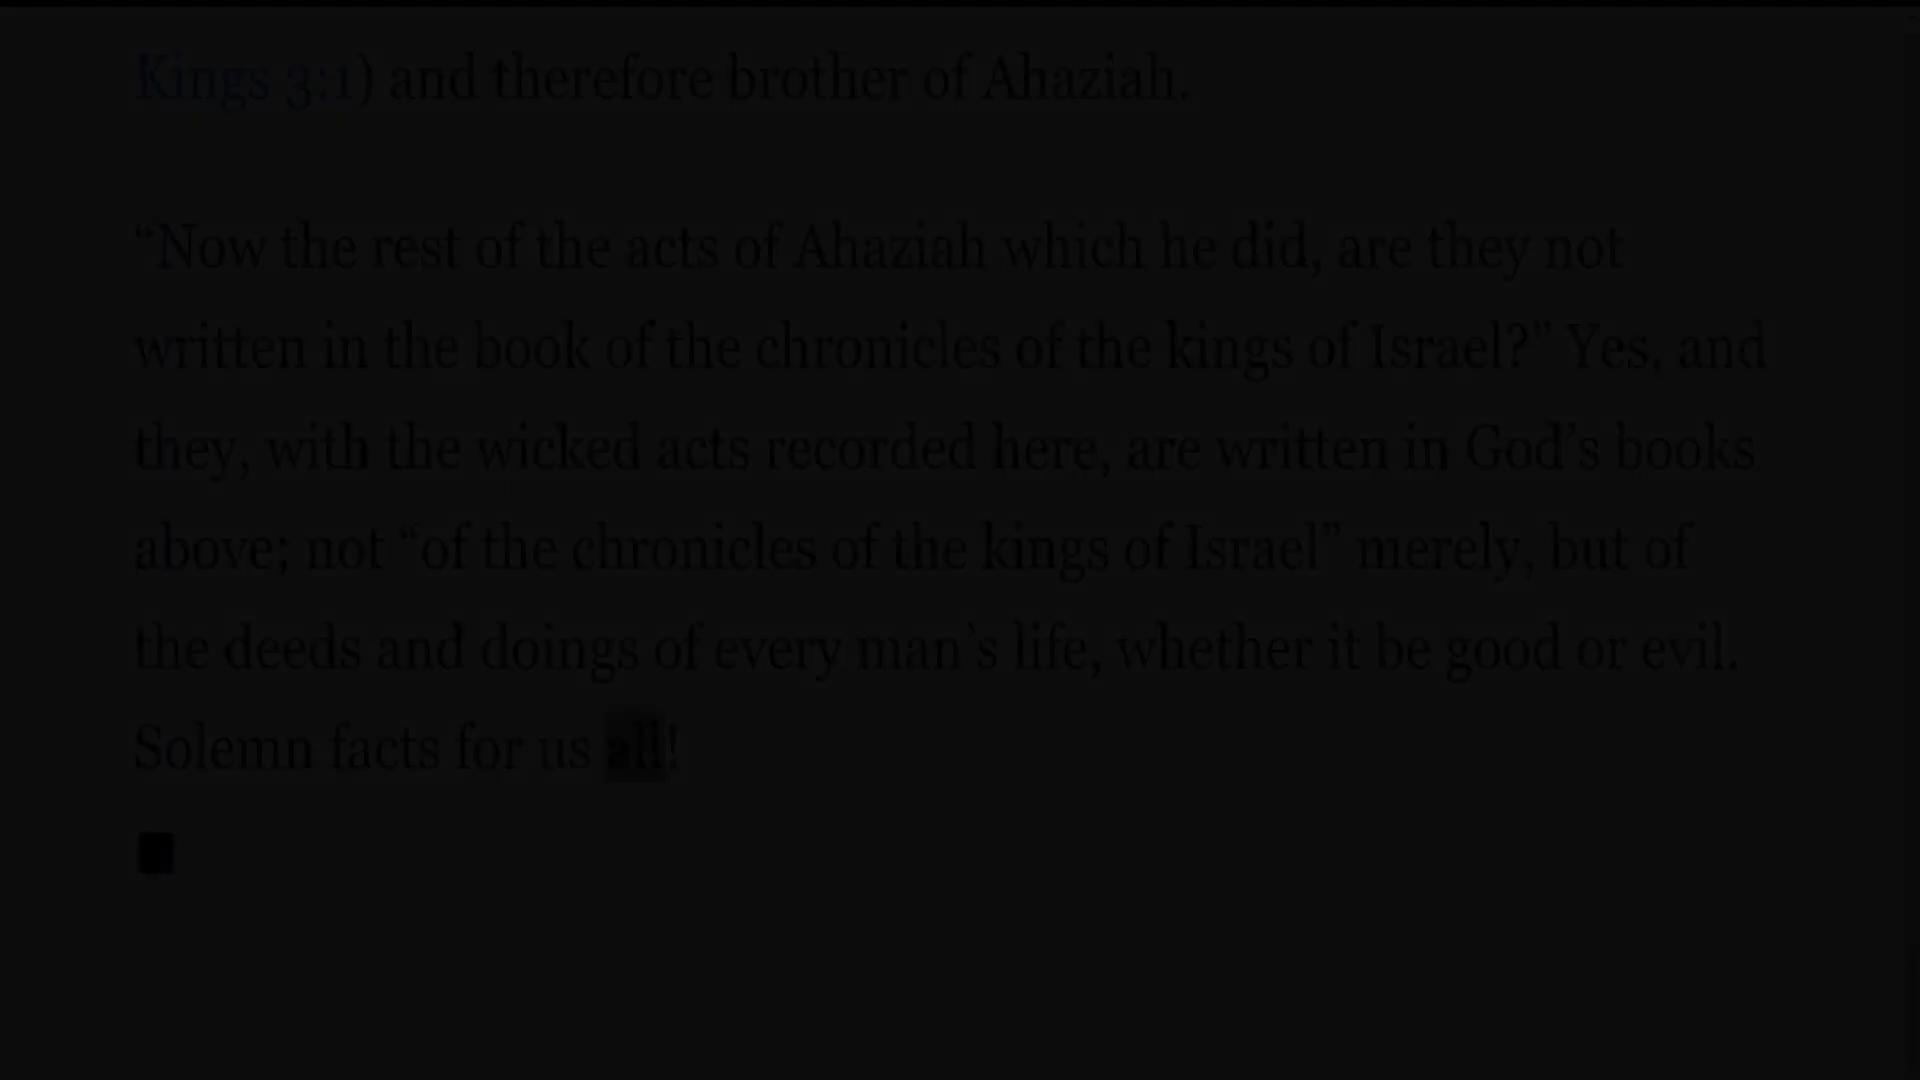 Kings 3:1) and therefore brother of Ahaziah.
“Now the rest of the acts of Ahaziah which he did, are they not
written in the book of the chronicles of the kings of Israel?” Yes, and
they, with the wicked acts recorded here, are written in God’s books
above; not “of the chronicles of the kings of Israel” merely, but of
the deeds and doings of every man’s life, whether it be good or evil.
Solemn facts for us all!